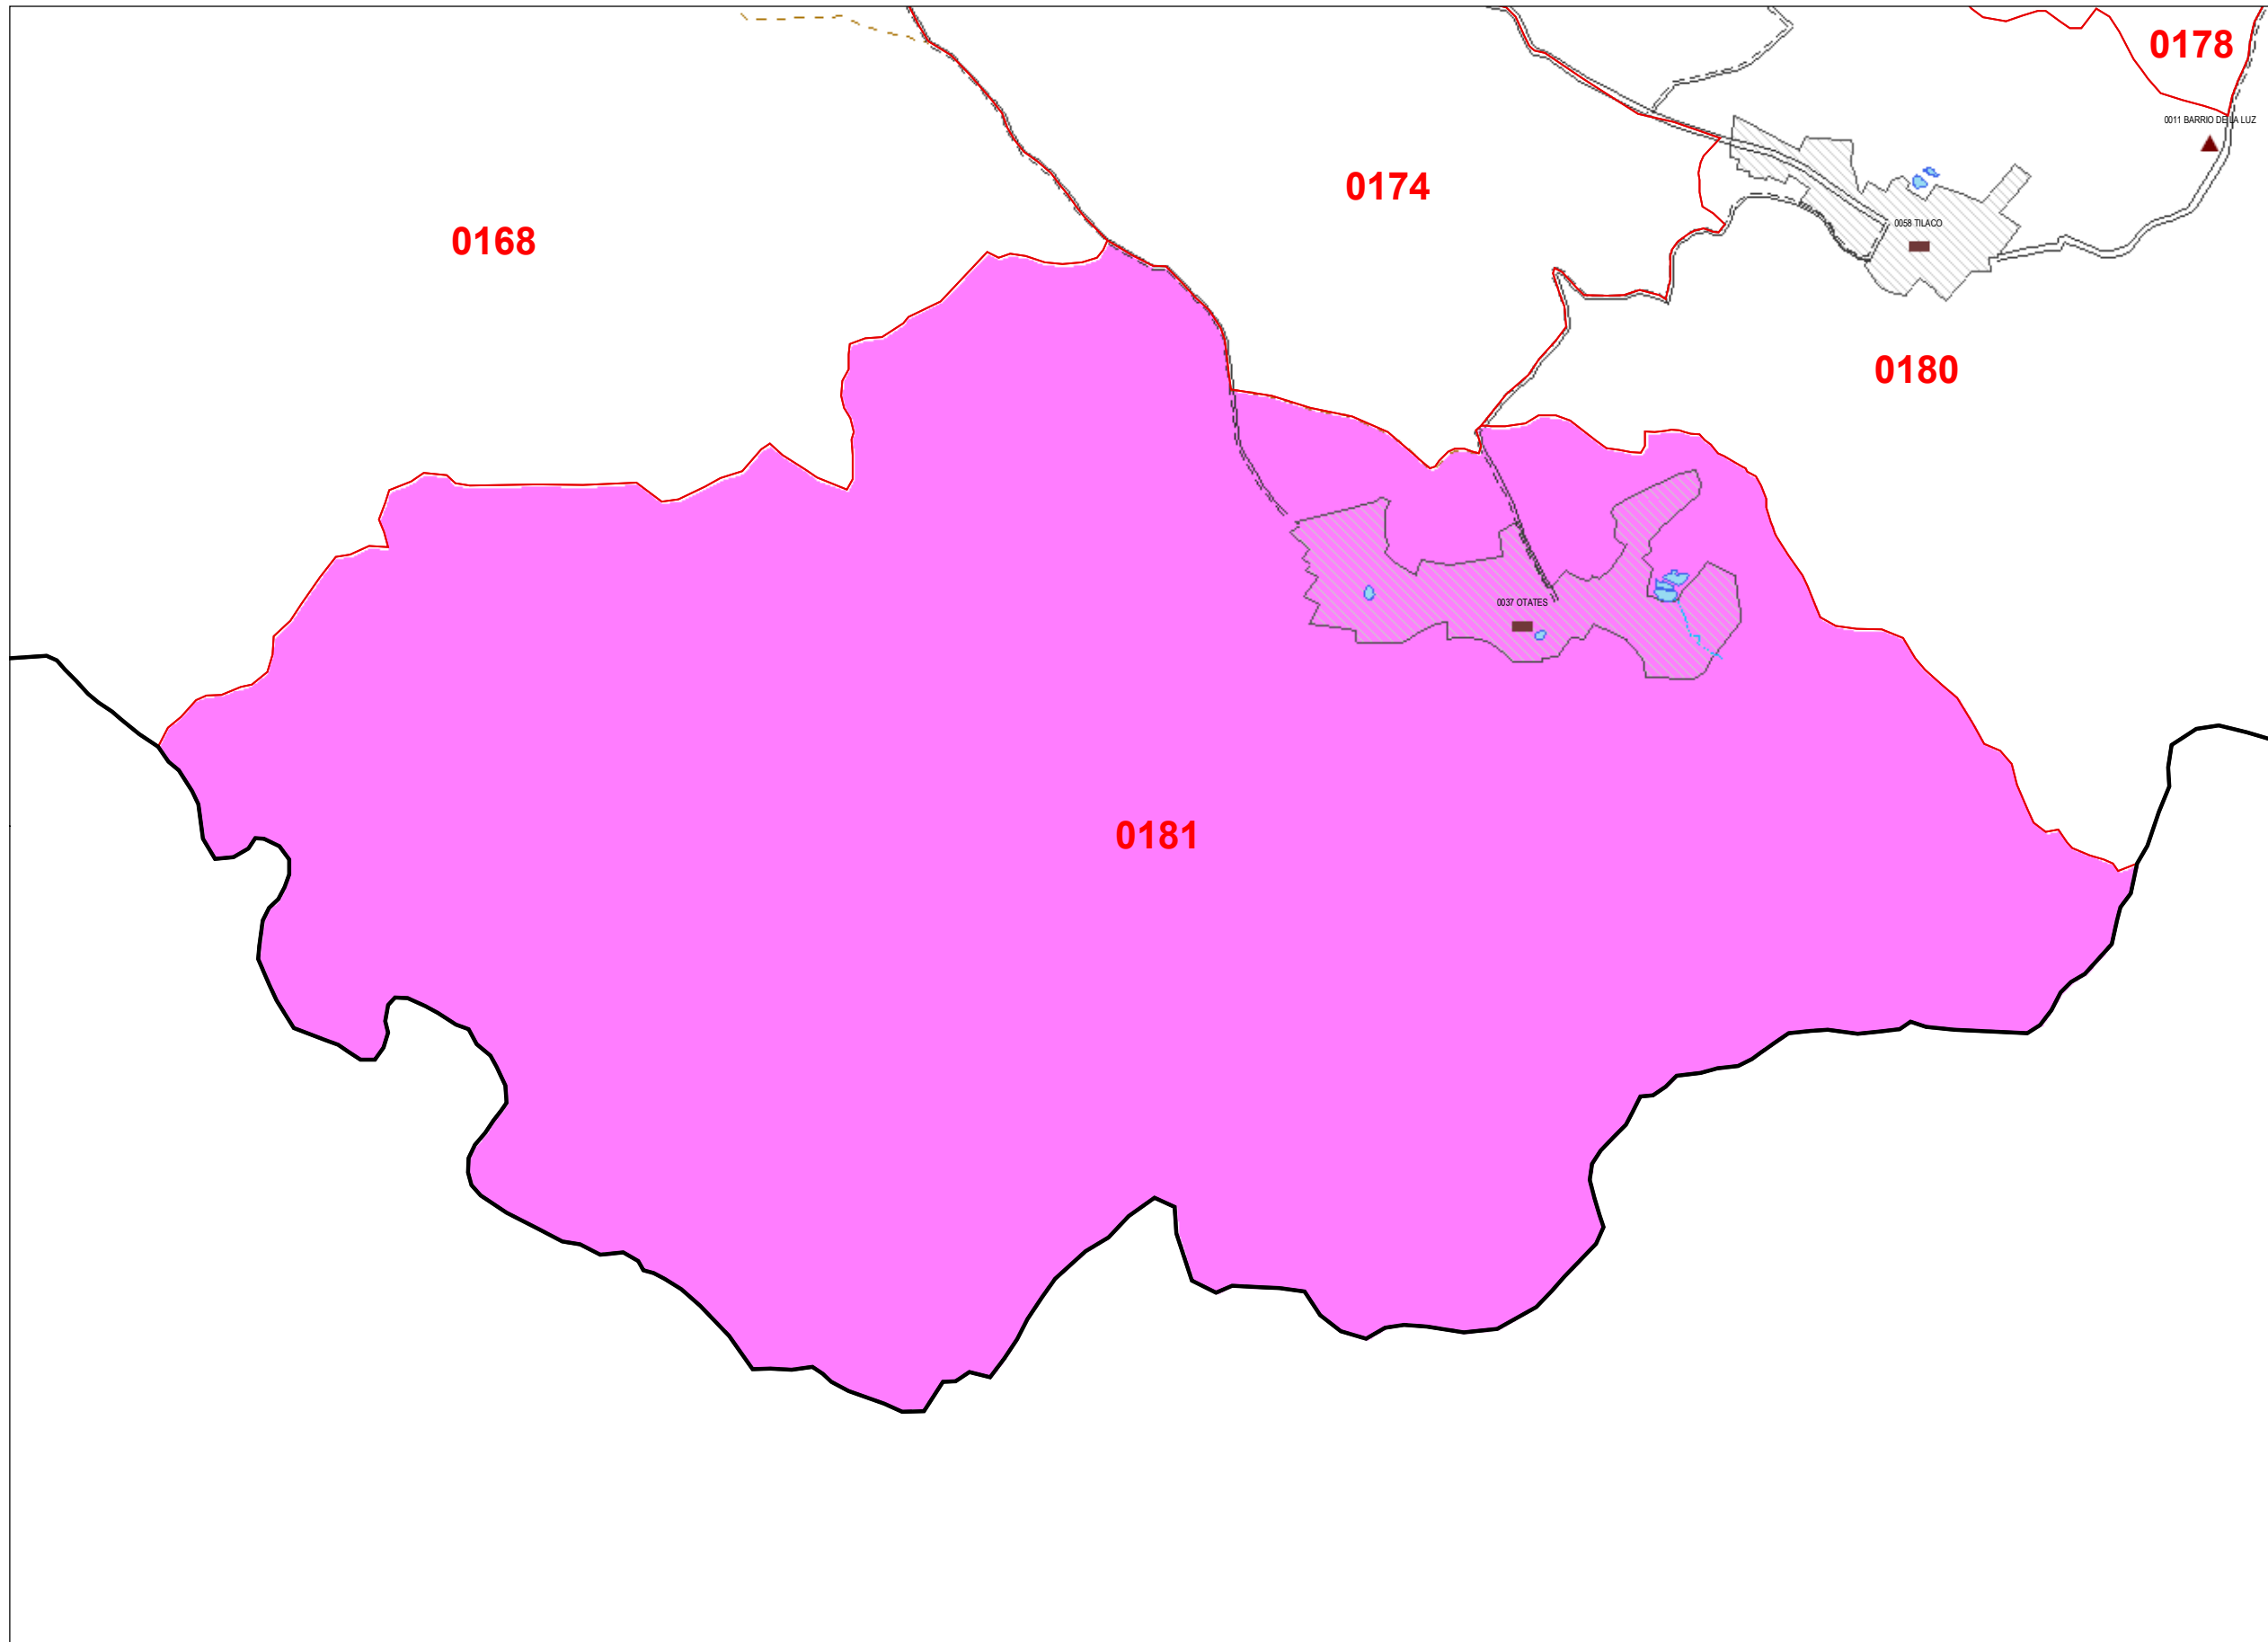 0178
0011 BARRIO DE LA LUZ
0174
0058 TILACO
0168
0180
0037 OTATES
0181